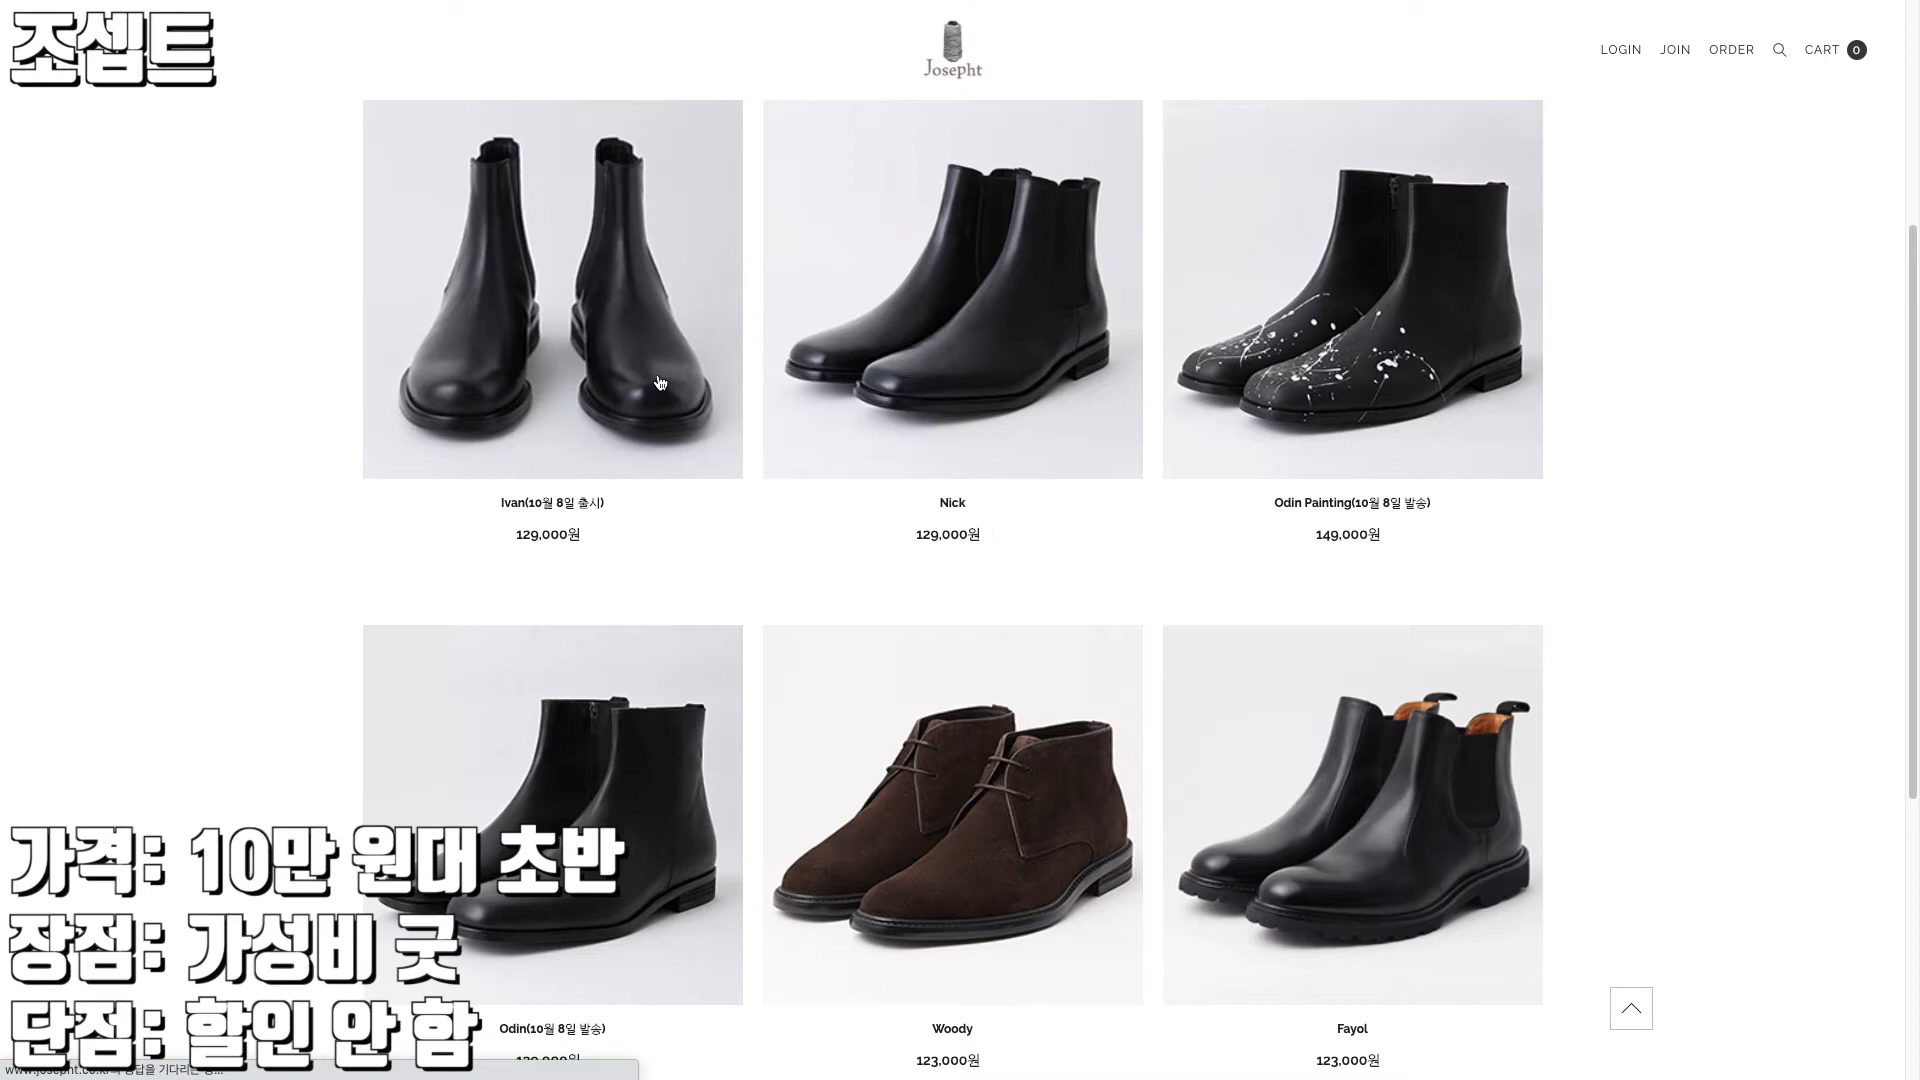 조셉트
Josepht
LOGIN JOIN ORDER CART 0
Ivan(10월 8일 출시)
129,000원
Nick
129,000원
Odin Painting(10월 8일 발송)
149,000원
가격: 10만 원대 초반
장점: 가성비 굿
단점: 할인 안 함
Odin(10월 8일 발송)
Woody
123,000원
Fayol
123,000원